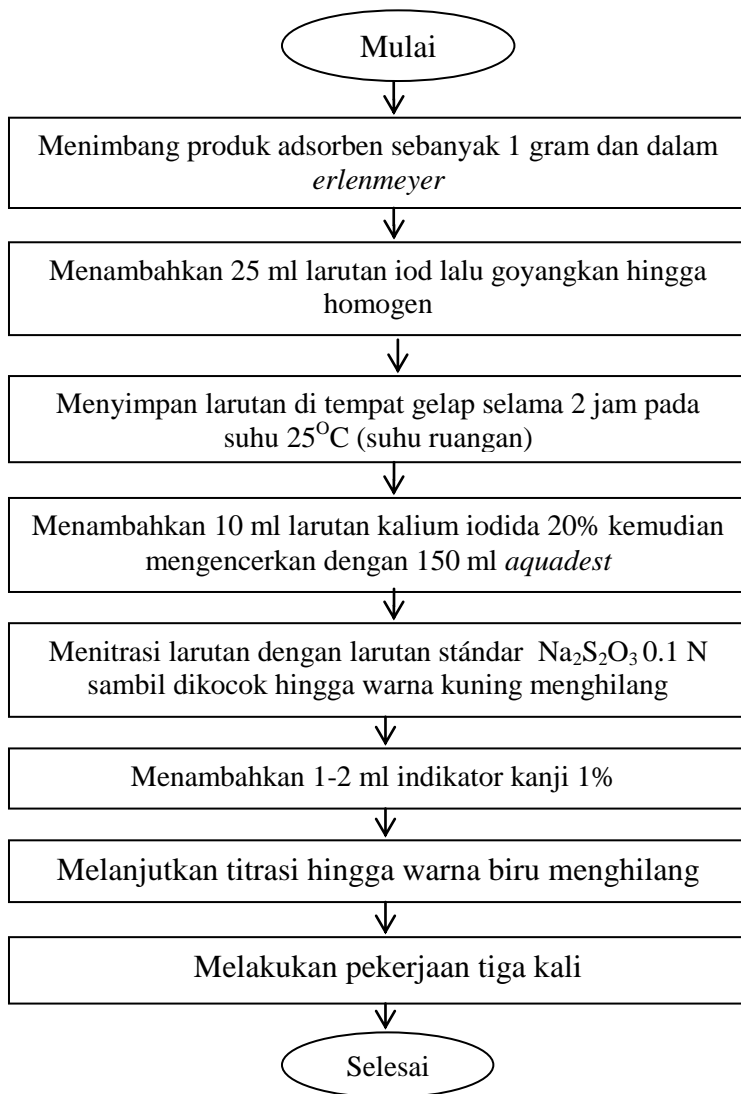 Mulai
Menimbang produk adsorben sebanyak 1 gram dan dalam
erlenmeyer
Menambahkan 25 ml larutan iod lalu goyangkan hingga
homogen
Menyimpan larutan di tempat gelap selama 2 jam pada
suhu 25ᴼC (suhu ruangan)
Menambahkan 10 ml larutan kalium iodida 20% kemudian
mengencerkan dengan 150 ml aquadest
Menitrasi larutan dengan larutan stándar Na₂S₂O₃ 0.1 N
sambil dikocok hingga warna kuning menghilang
Menambahkan 1-2 ml indikator kanji 1%
Melanjutkan titrasi hingga warna biru menghilang
Melakukan pekerjaan tiga kali
Selesai